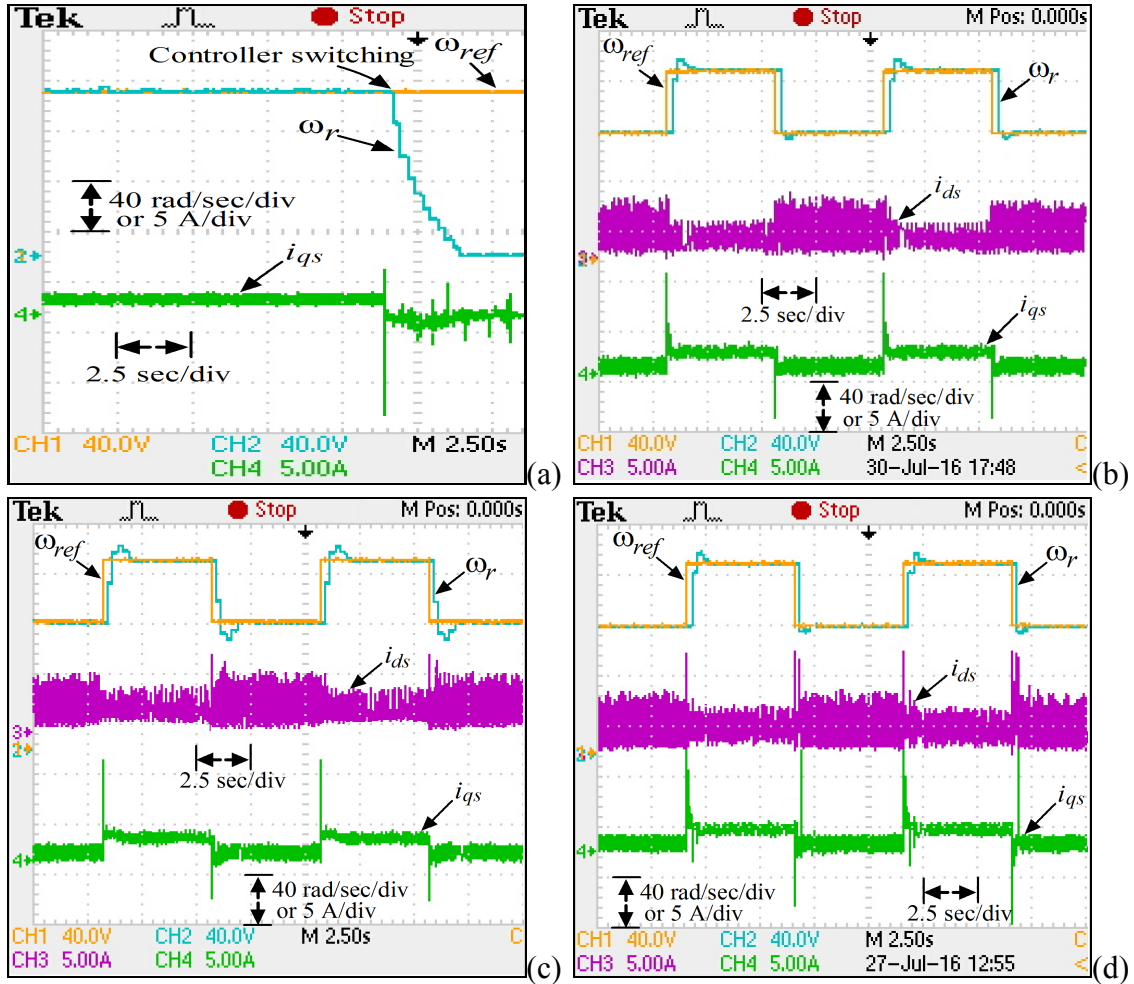 Tek Stop
Controller switching
ωref
ωr
40 rad/sec/div
or 5 A/div
2
iqs
4
2.5 sec/div
CH1 40.0V CH2 40.0V M 2.50s
CH4 5.00A
(a)
Tek Stop M Pos: 0.000s
ωref
ωr
ids
2.5 sec/div
iqs
4
40 rad/sec/div
or 5 A/div
CH1 40.0V CH2 40.0V M 2.50s C
CH3 5.00A CH4 5.00A 30-Jul-16 17:48 <
(b)
Tek Stop M Pos: 0.000s
ωref
ωr
ids
3
2.5 sec/div
iqs
4
40 rad/sec/div
or 5 A/div
CH1 40.0V CH2 40.0V M 2.50s C
CH3 5.00A CH4 5.00A
(c)
Tek Stop M Pos: 0.000s
ωref
ωr
ids
iqs
4
40 rad/sec/div
or 5 A/div
2.5 sec/div
CH1 40.0V CH2 40.0V M 2.50s C
CH3 5.00A CH4 5.00A 27-Jul-16 12:55 <
(d)